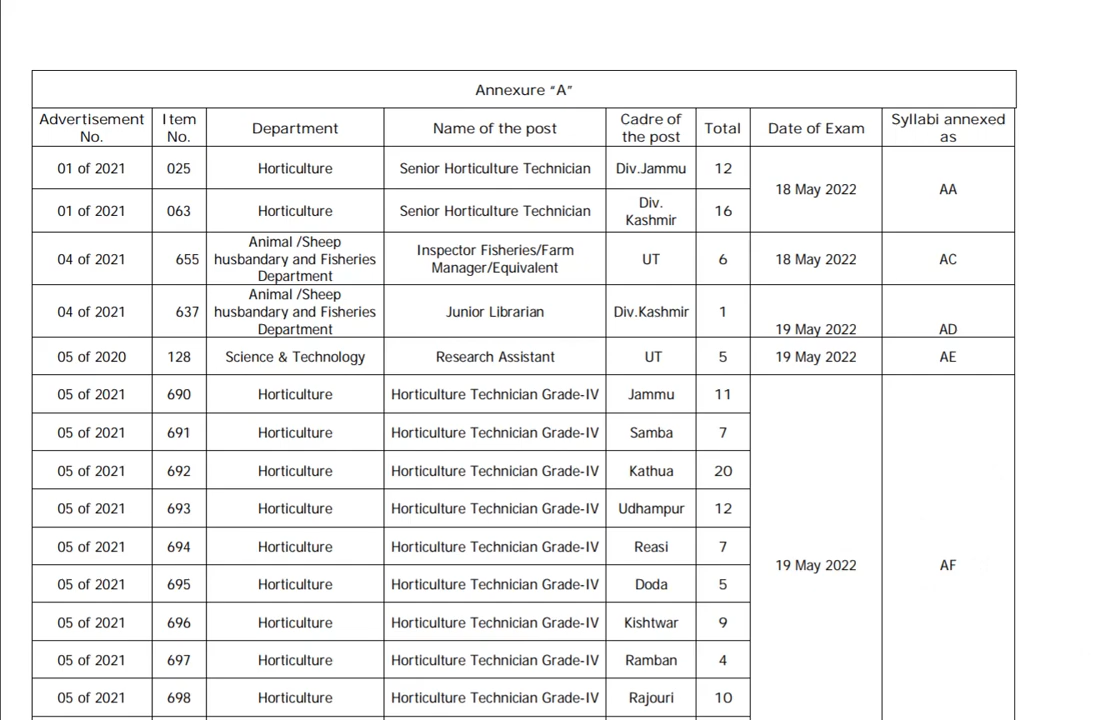 Annexure “A”
Advertisement No. Item No. Department Name of the post Cadre of the post Total Date of Exam Syllabi annexed as
01 of 2021 025 Horticulture Senior Horticulture Technician Div.Jammu 12 18 May 2022 AA
01 of 2021 063 Horticulture Senior Horticulture Technician Div. Kashmir 16
04 of 2021 655 Animal /Sheep husbandary and Fisheries Department Inspector Fisheries/Farm Manager/Equivalent UT 6 18 May 2022 AC
04 of 2021 637 Animal /Sheep husbandary and Fisheries Department Junior Librarian Div.Kashmir 1 19 May 2022 AD
05 of 2020 128 Science & Technology Research Assistant UT 5 19 May 2022 AE
05 of 2021 690 Horticulture Horticulture Technician Grade-IV Jammu 11
05 of 2021 691 Horticulture Horticulture Technician Grade-IV Samba 7
05 of 2021 692 Horticulture Horticulture Technician Grade-IV Kathua 20
05 of 2021 693 Horticulture Horticulture Technician Grade-IV Udhampur 12
05 of 2021 694 Horticulture Horticulture Technician Grade-IV Reasi 7 19 May 2022 AF
05 of 2021 695 Horticulture Horticulture Technician Grade-IV Doda 5
05 of 2021 696 Horticulture Horticulture Technician Grade-IV Kishtwar 9
05 of 2021 697 Horticulture Horticulture Technician Grade-IV Ramban 4
05 of 2021 698 Horticulture Horticulture Technician Grade-IV Rajouri 10